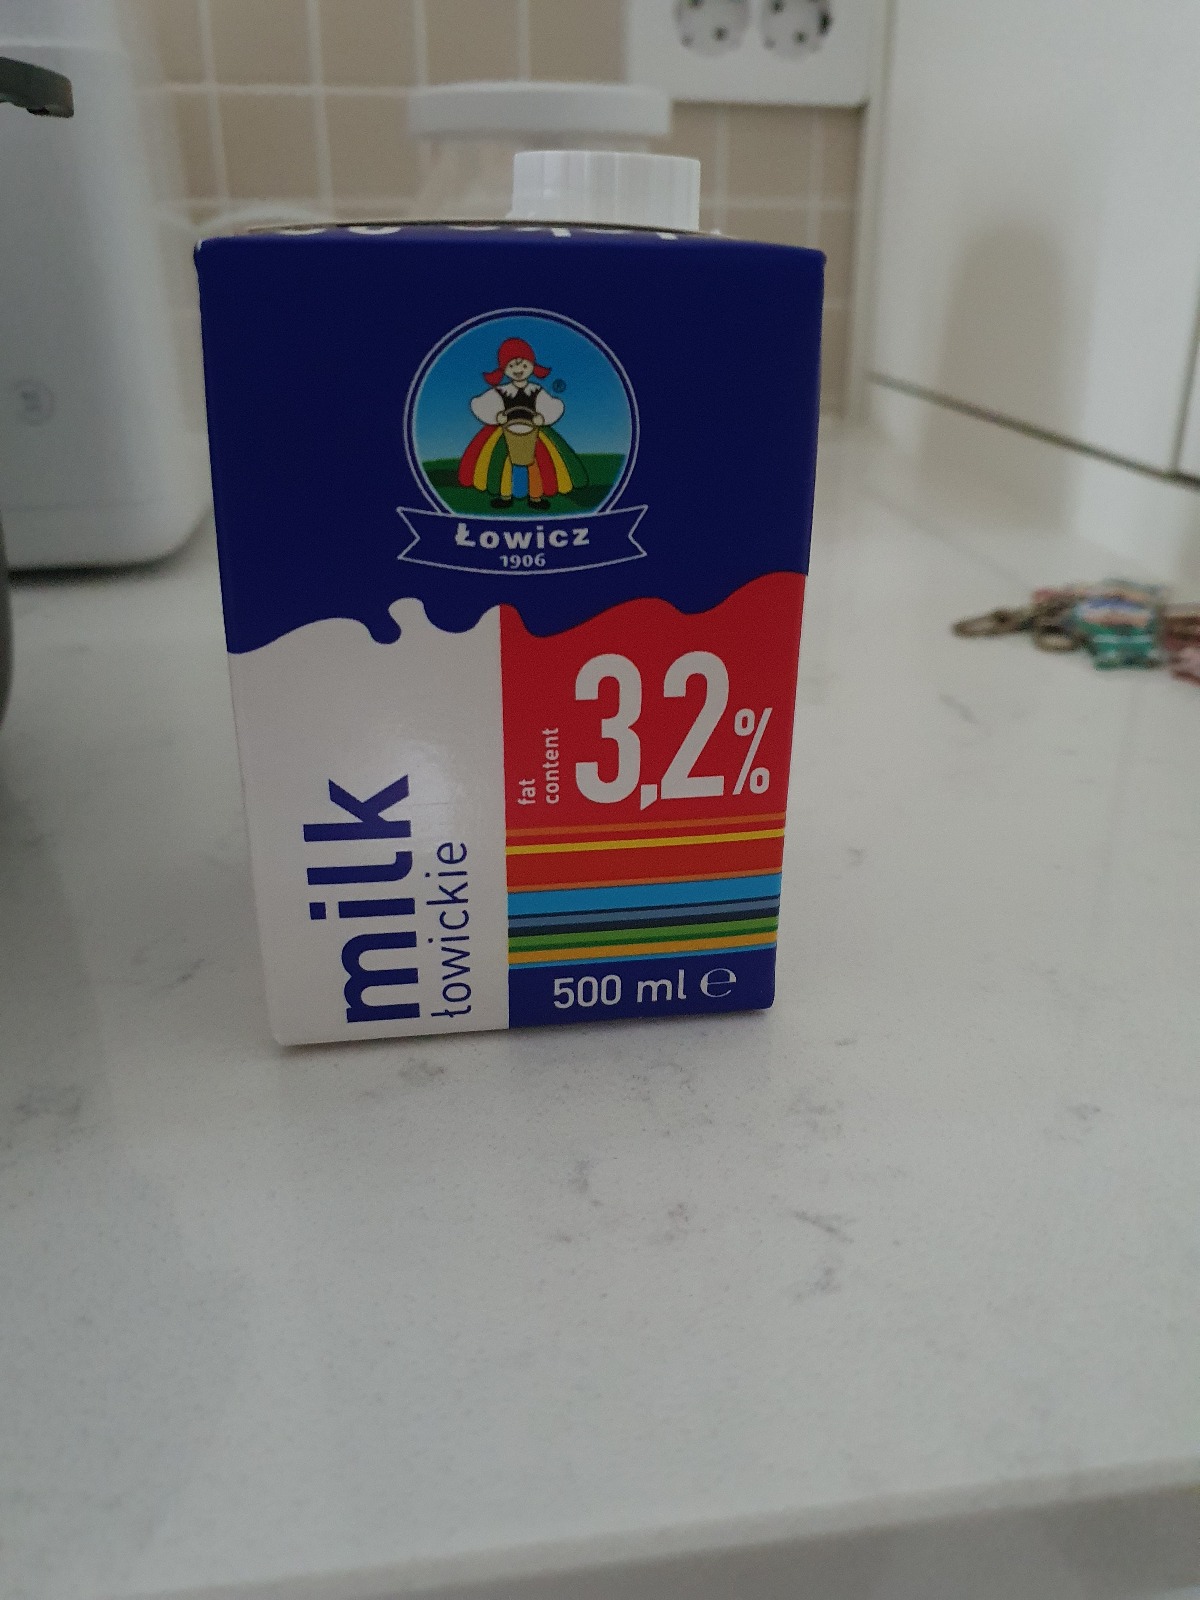 ®
Łowicz
1906
3,2%
fat
content
milk
łowickie
500 ml ℮